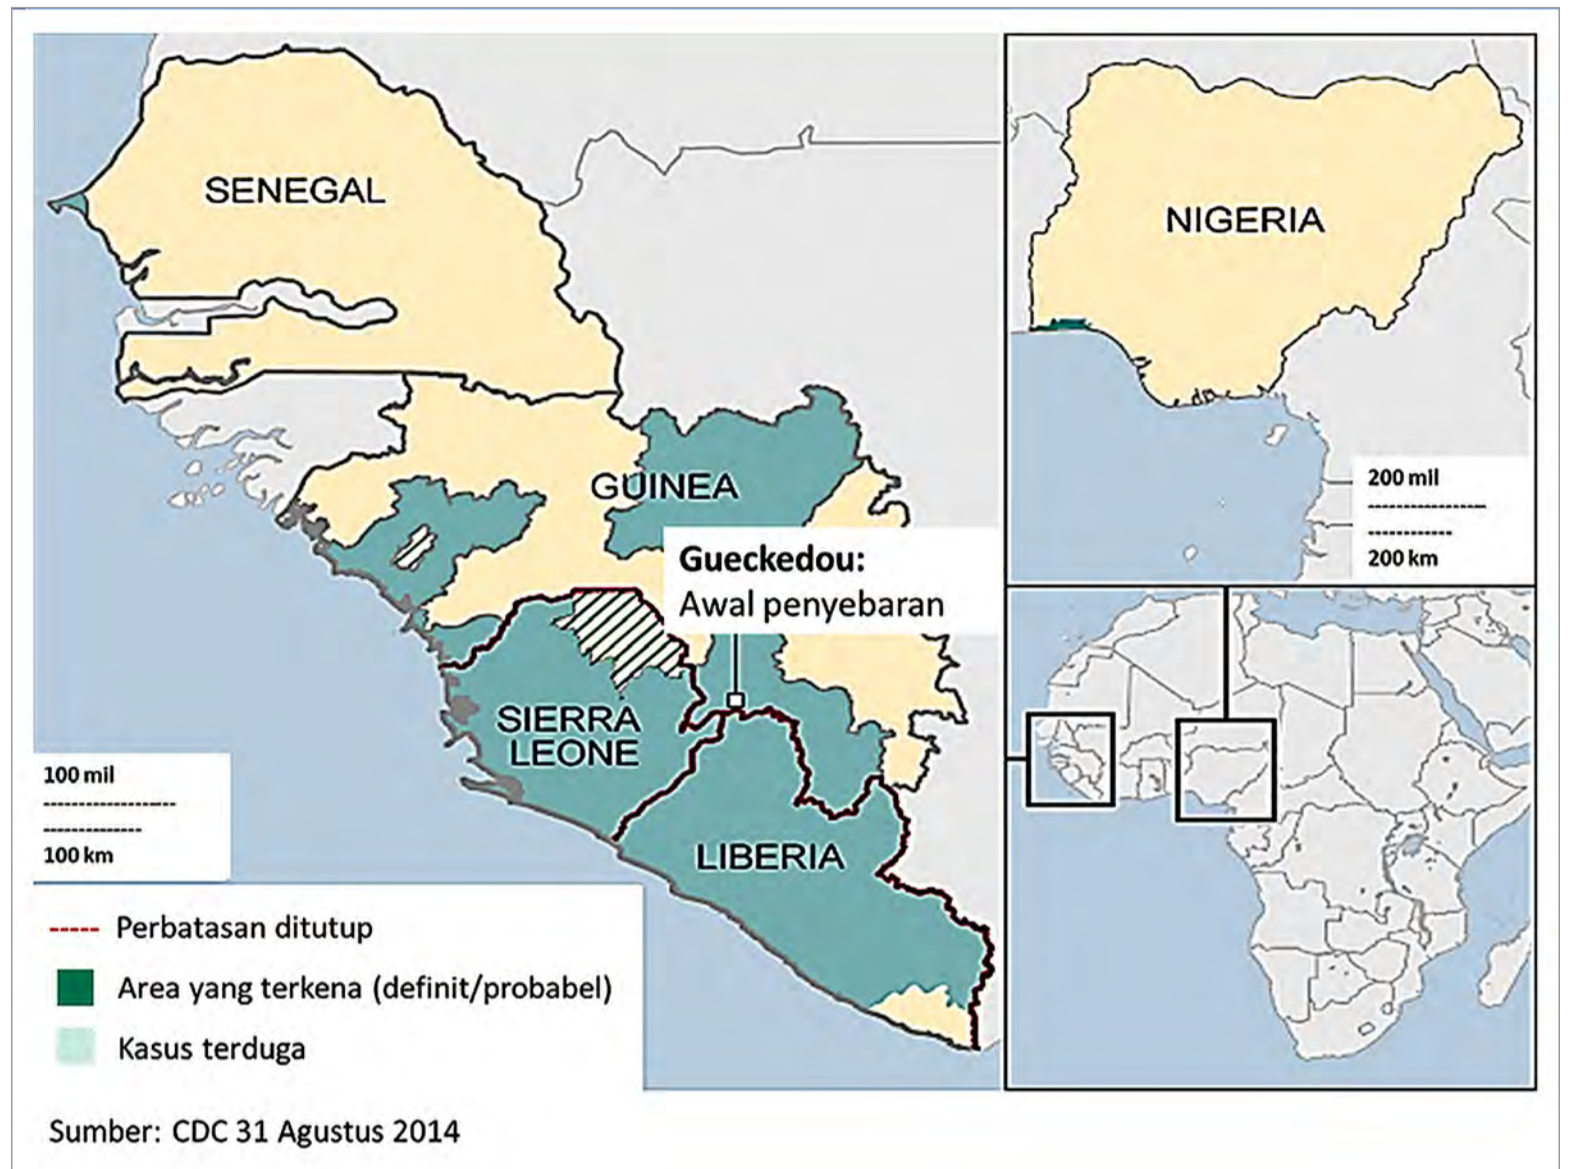 SENEGAL
GUINEA
Gueckedou:
Awal penyebaran
SIERRA
LEONE
LIBERIA
100 mil
100 km
Perbatasan ditutup
Area yang terkena (definit/probabel)
Kasus terduga
Sumber: CDC 31 Agustus 2014
NIGERIA
200 mil
200 km